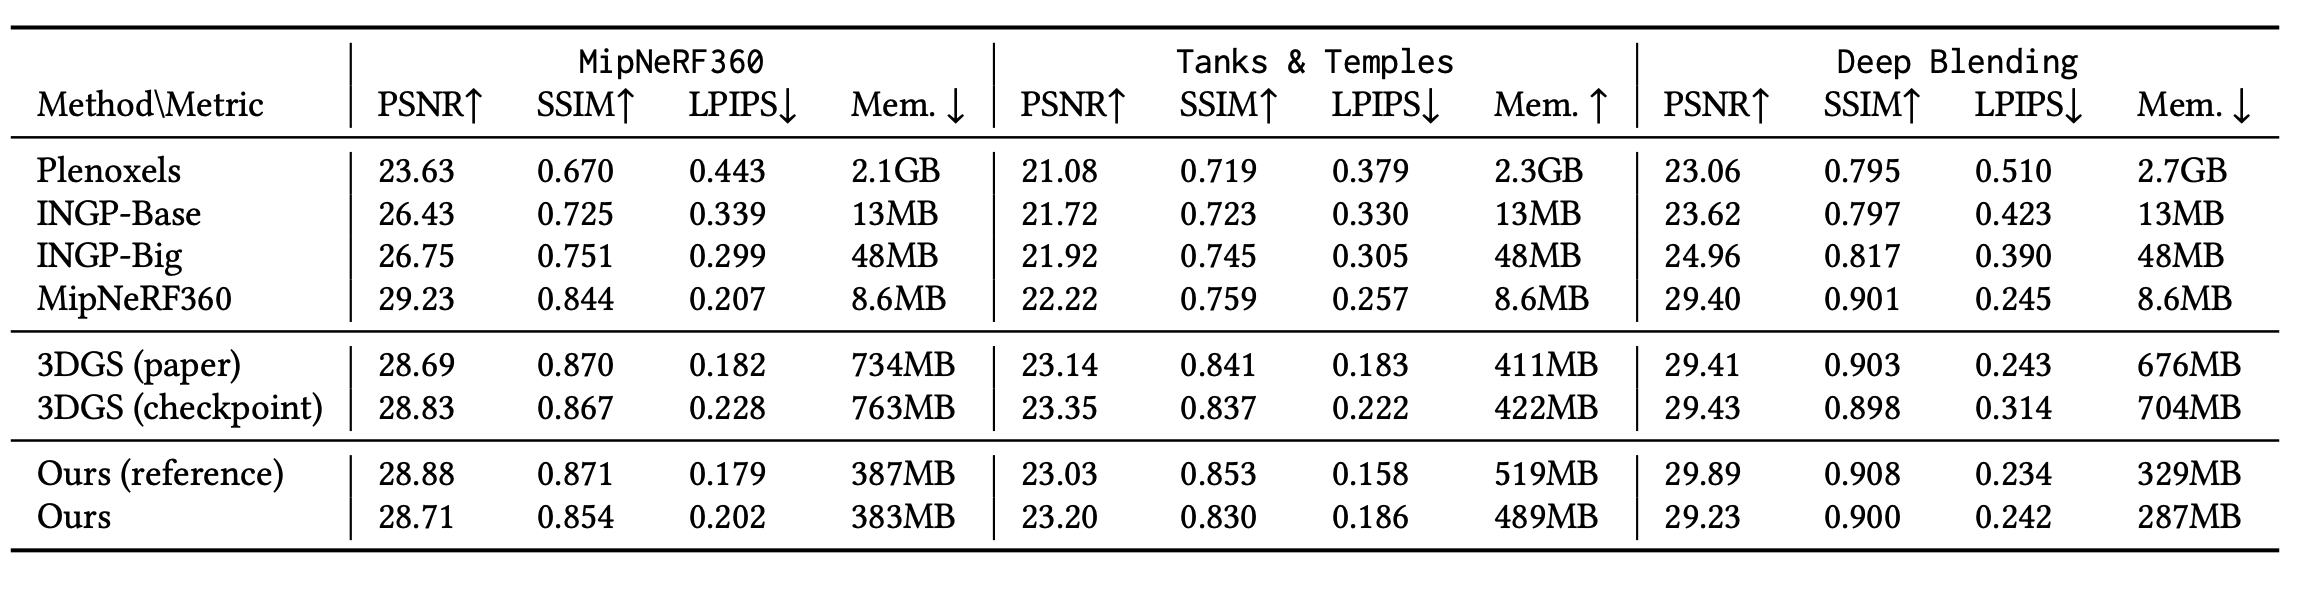 MipNeRF360 Tanks & Temples Deep Blending
Method\Metric PSNR↑ SSIM↑ LPIPS↓ Mem. ↓ PSNR↑ SSIM↑ LPIPS↓ Mem. ↑ PSNR↑ SSIM↑ LPIPS↓ Mem. ↓
Plenoxels 23.63 0.670 0.443 2.1GB 21.08 0.719 0.379 2.3GB 23.06 0.795 0.510 2.7GB
INGP-Base 26.43 0.725 0.339 13MB 21.72 0.723 0.330 13MB 23.62 0.797 0.423 13MB
INGP-Big 26.75 0.751 0.299 48MB 21.92 0.745 0.305 48MB 24.96 0.817 0.390 48MB
MipNeRF360 29.23 0.844 0.207 8.6MB 22.22 0.759 0.257 8.6MB 29.40 0.901 0.245 8.6MB
3DGS (paper) 28.69 0.870 0.182 734MB 23.14 0.841 0.183 411MB 29.41 0.903 0.243 676MB
3DGS (checkpoint) 28.83 0.867 0.228 763MB 23.35 0.837 0.222 422MB 29.43 0.898 0.314 704MB
Ours (reference) 28.88 0.871 0.179 387MB 23.03 0.853 0.158 519MB 29.89 0.908 0.234 329MB
Ours 28.71 0.854 0.202 383MB 23.20 0.830 0.186 489MB 29.23 0.900 0.242 287MB